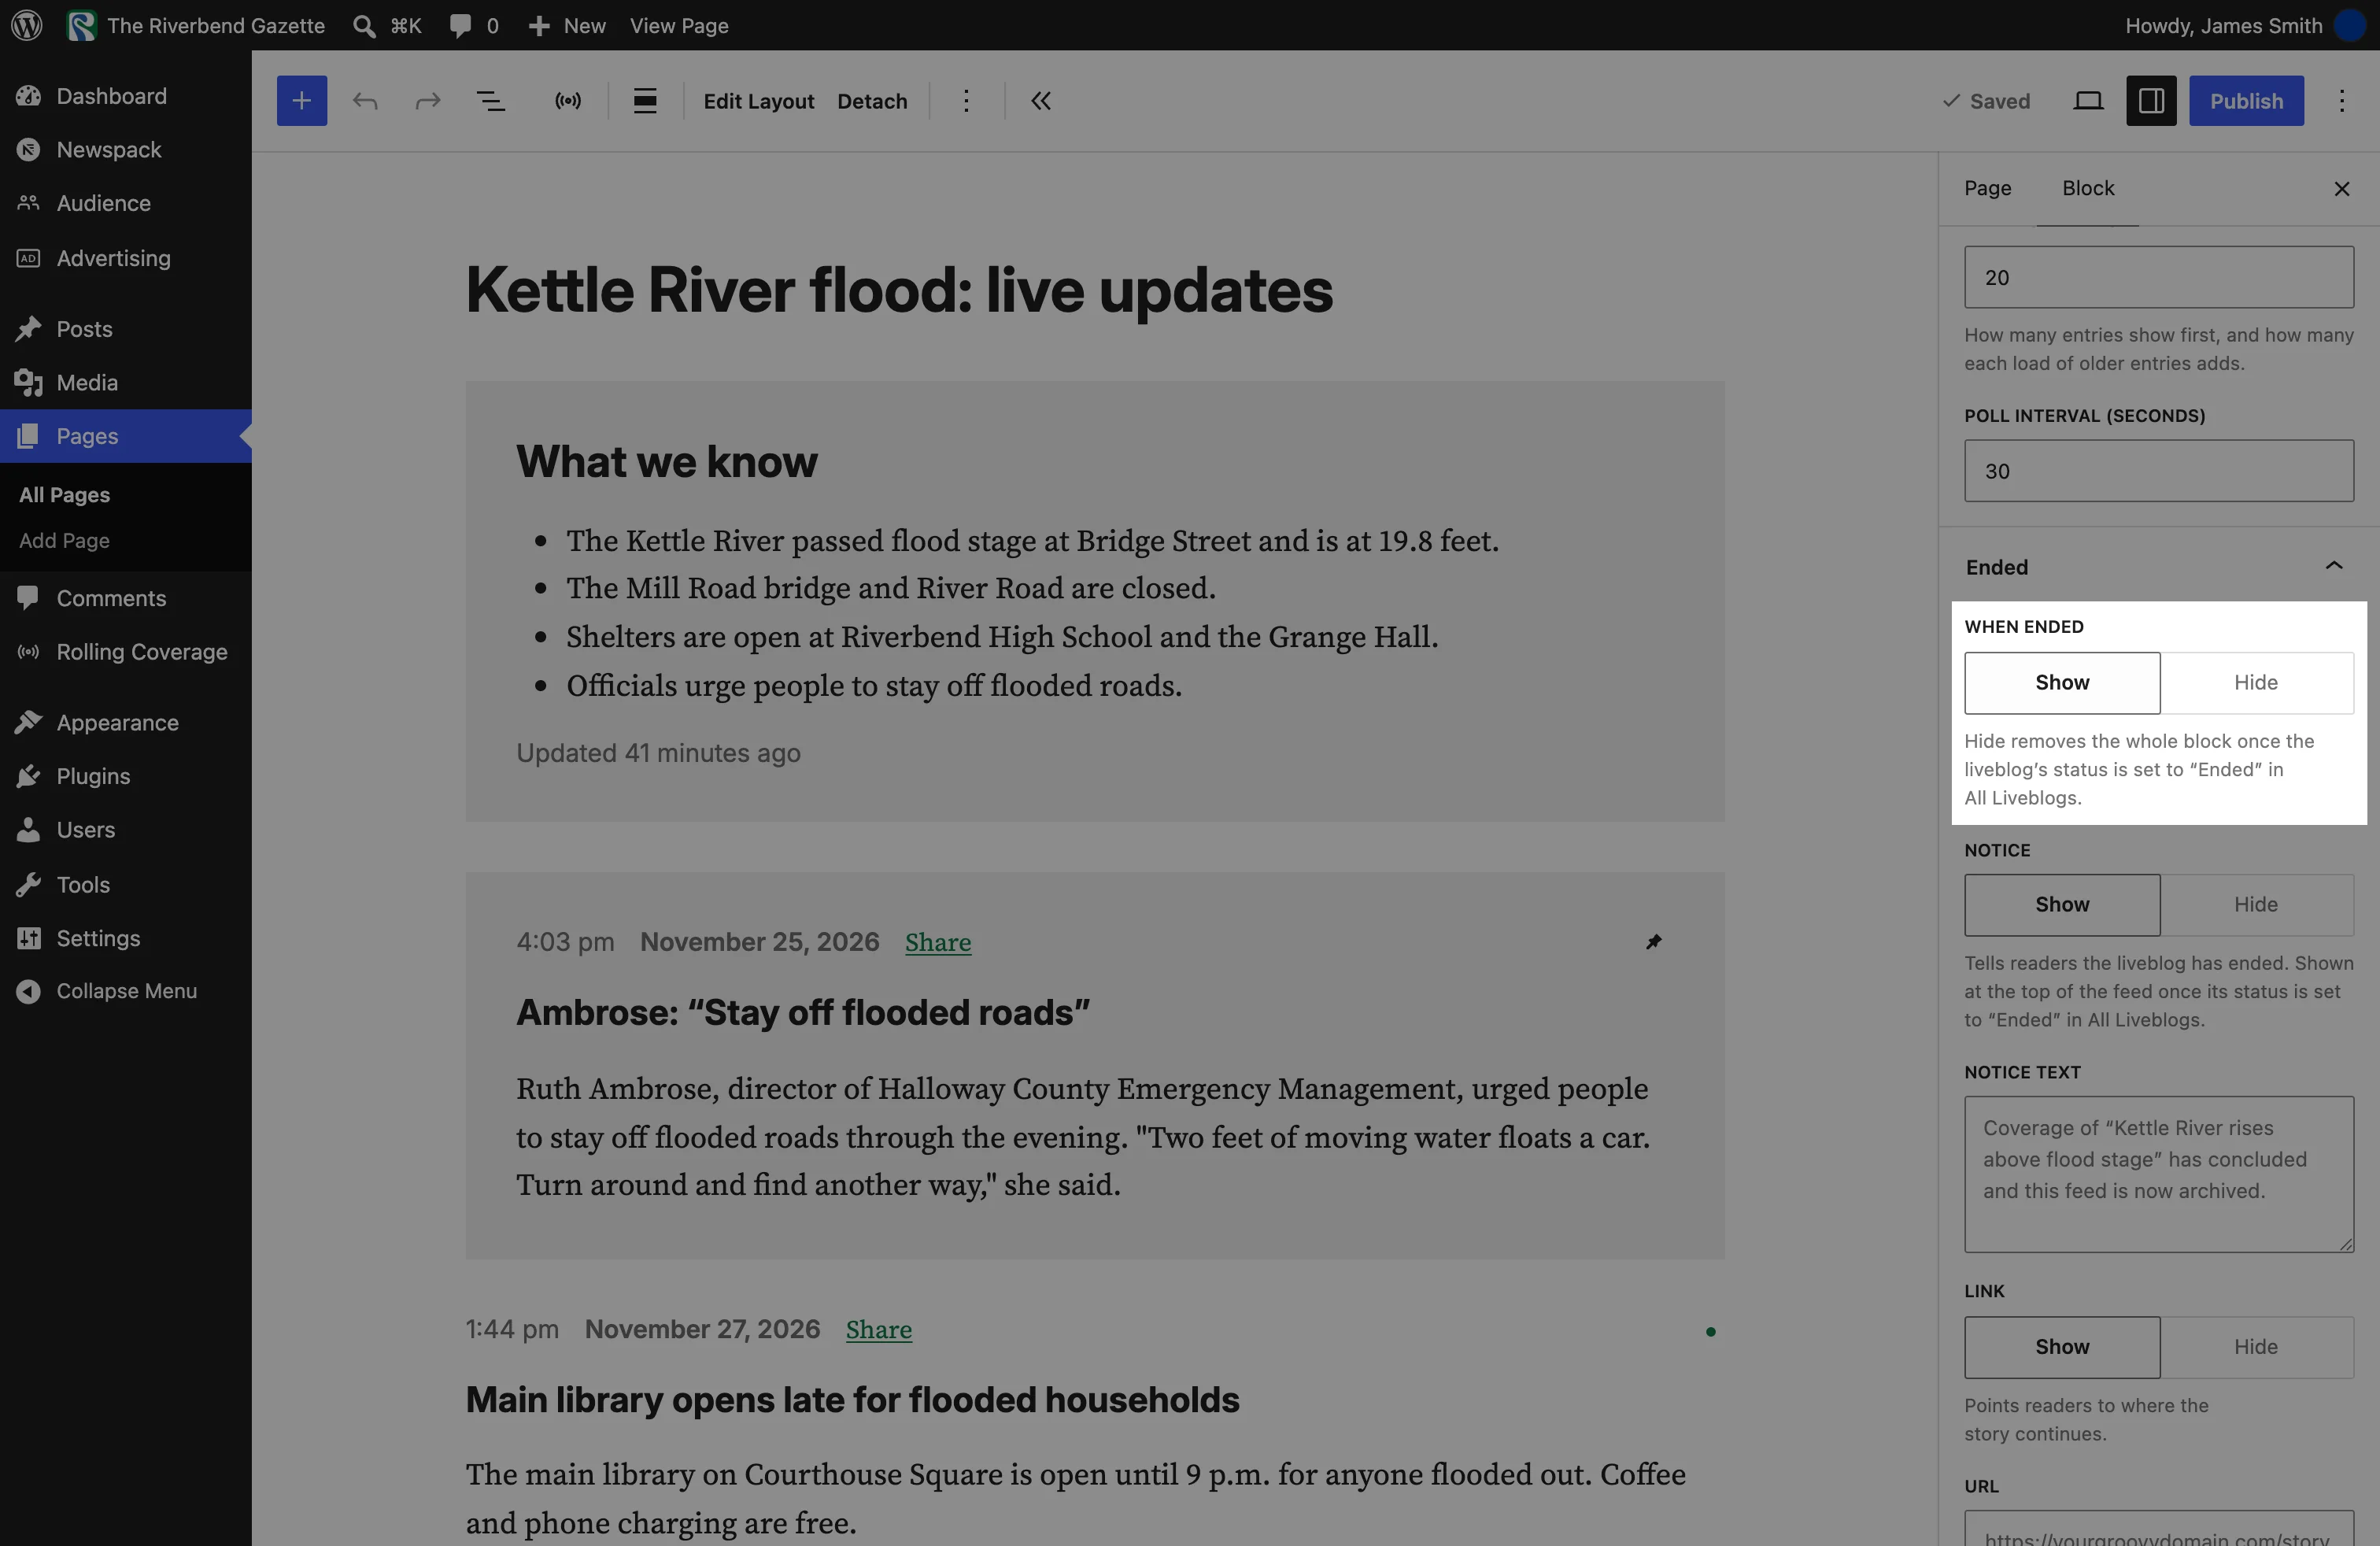 The Riverbend Gazette
⌘K
0
New
View Page
Howdy, James Smith
Dashboard
Newspack
Audience
AD
Advertising
Posts
Media
Pages
All Pages
Add Page
Comments
Rolling Coverage
Appearance
Plugins
Users
Tools
Settings
Collapse Menu
Edit Layout
Detach
Saved
Publish
Kettle River flood: live updates
What we know
• The Kettle River passed flood stage at Bridge Street and is at 19.8 feet.
• The Mill Road bridge and River Road are closed.
• Shelters are open at Riverbend High School and the Grange Hall.
• Officials urge people to stay off flooded roads.
Updated 41 minutes ago
4:03 pm November 25, 2026 Share
Ambrose: “Stay off flooded roads”
Ruth Ambrose, director of Halloway County Emergency Management, urged people
to stay off flooded roads through the evening. "Two feet of moving water floats a car.
Turn around and find another way," she said.
1:44 pm November 27, 2026 Share
Main library opens late for flooded households
The main library on Courthouse Square is open until 9 p.m. for anyone flooded out. Coffee
and phone charging are free.
Page
Block
20
How many entries show first, and how many
each load of older entries adds.
POLL INTERVAL (SECONDS)
30
Ended
WHEN ENDED
Show
Hide
Hide removes the whole block once the
liveblog’s status is set to “Ended” in
All Liveblogs.
NOTICE
Show
Hide
Tells readers the liveblog has ended. Shown
at the top of the feed once its status is set
to “Ended” in All Liveblogs.
NOTICE TEXT
Coverage of “Kettle River rises
above flood stage” has concluded
and this feed is now archived.
LINK
Show
Hide
Points readers to where the
story continues.
URL
https://yourgroovydomain.com/story